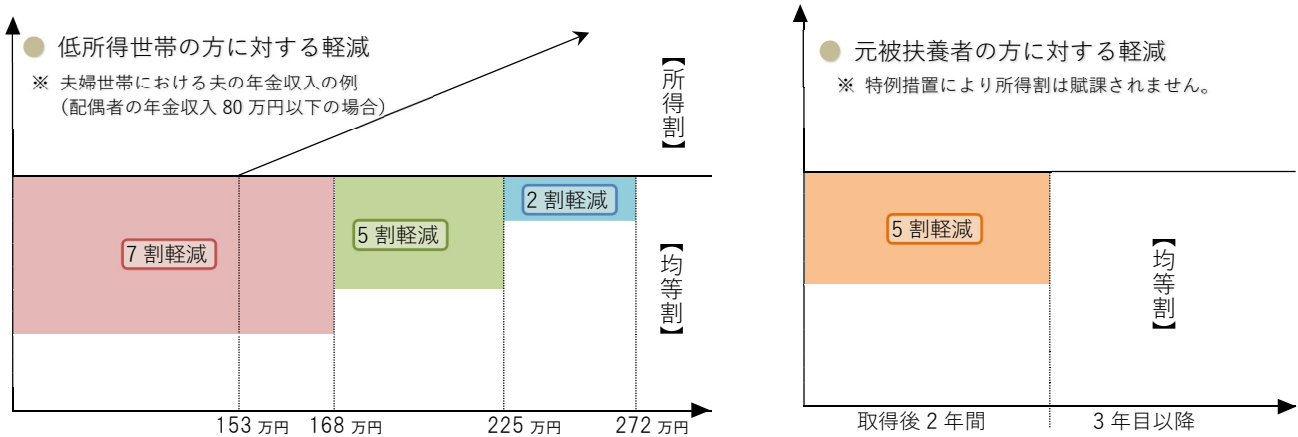 低所得世帯の方に対する軽減
※ 夫婦世帯における夫の年金収入の例
(配偶者の年金収入 80 万円以下の場合)
【所得割】
7 割軽減
5 割軽減
2 割軽減
【均等割】
153 万円 168 万円 225 万円 272 万円
元被扶養者の方に対する軽減
※ 特例措置により所得割は賦課されません。
5 割軽減
【均等割】
取得後 2 年間 3 年目以降